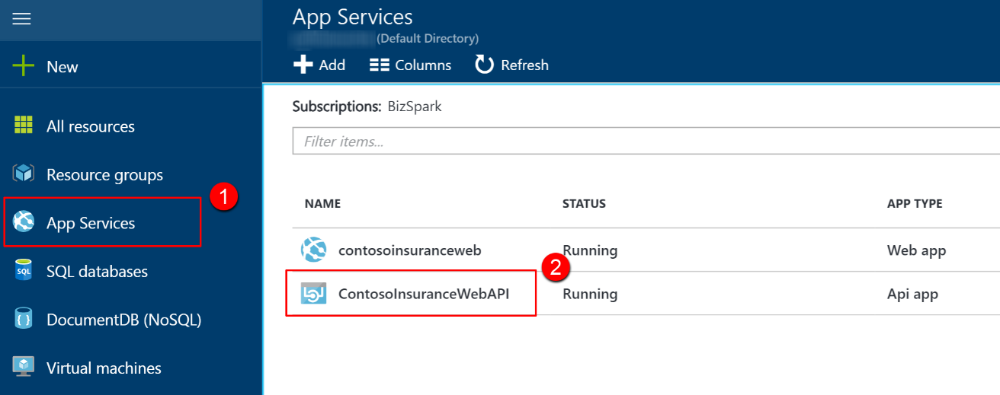 New
All resources
Resource groups
1
App Services
SQL
SQL databases
{ }
DocumentDB (NoSQL)
Virtual machines
App Services
(Default Directory)
Add Columns Refresh
Subscriptions: BizSpark
Filter items...
NAME STATUS APP TYPE
contosoinsuranceweb Running Web app
2
ContosoInsuranceWebAPI Running Api app